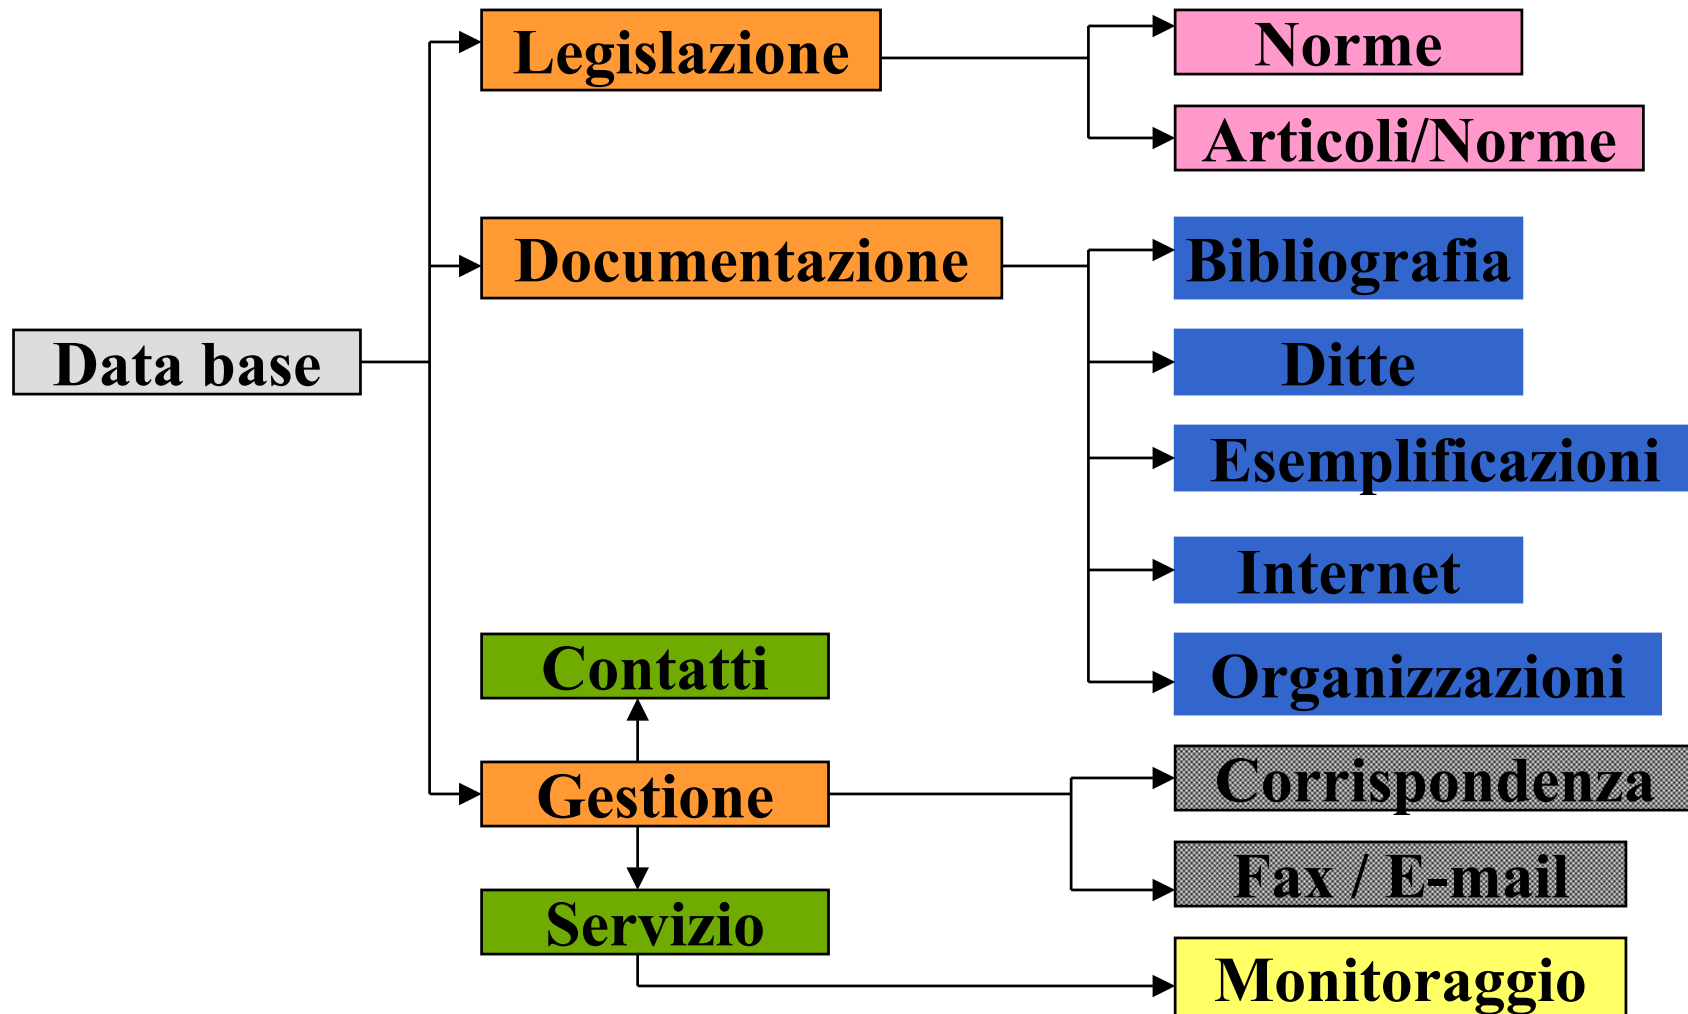 Legislazione
Norme
Articoli/Norme
Documentazione
Bibliografia
Data base
Ditte
Esemplificazioni
Internet
Contatti
Organizzazioni
Gestione
Corrispondenza
Fax / E-mail
Servizio
Monitoraggio